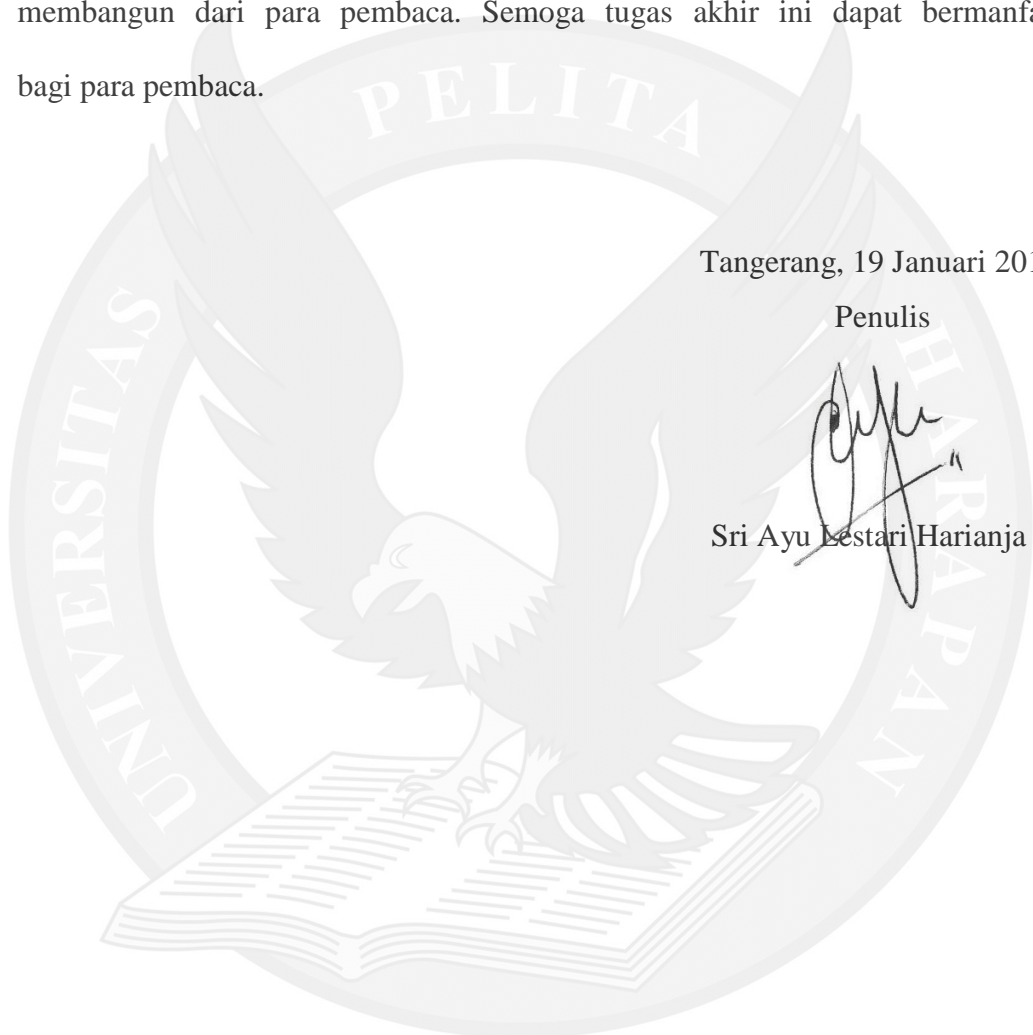 membangun dari para pembaca. Semoga tugas akhir ini dapat bermanfa
bagi para pembaca.
PELITA
UNIVERSITAS
HARAPAN
Tangerang, 19 Januari 201
Penulis
Sri Ayu Lestari Harianja